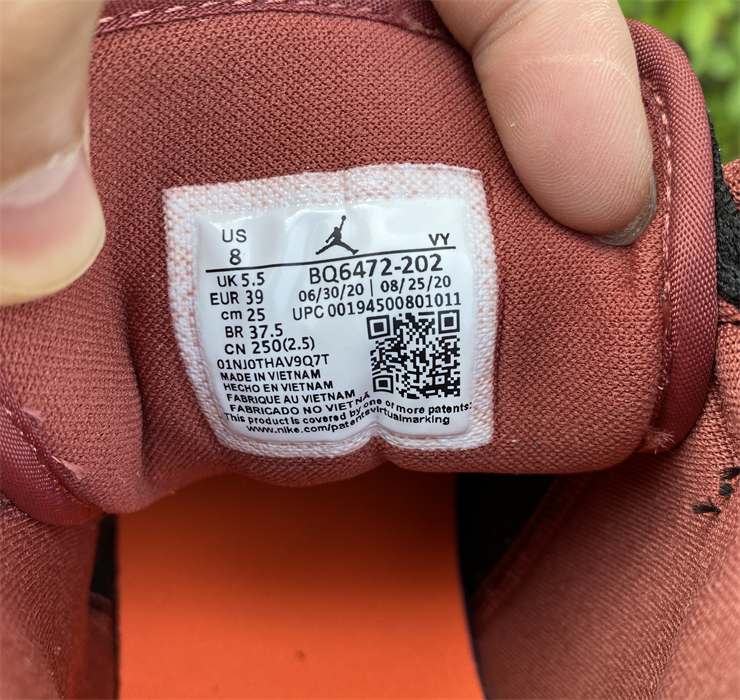 US
8
VY
UK 5.5
EUR 39
cm 25
BR 37.5
CN 250(2.5)
BQ6472-202
06/30/20 | 08/25/20
UPC 00194500801011
01NJ0THAV9Q7T
MADE IN VIETNAM
HECHO EN VIETNAM
FABRIQUE AU VIETNAM
FABRICADO NO VIETNA
This product is covered by one or more patents:
www.nike.com/patentsvirtualmarking